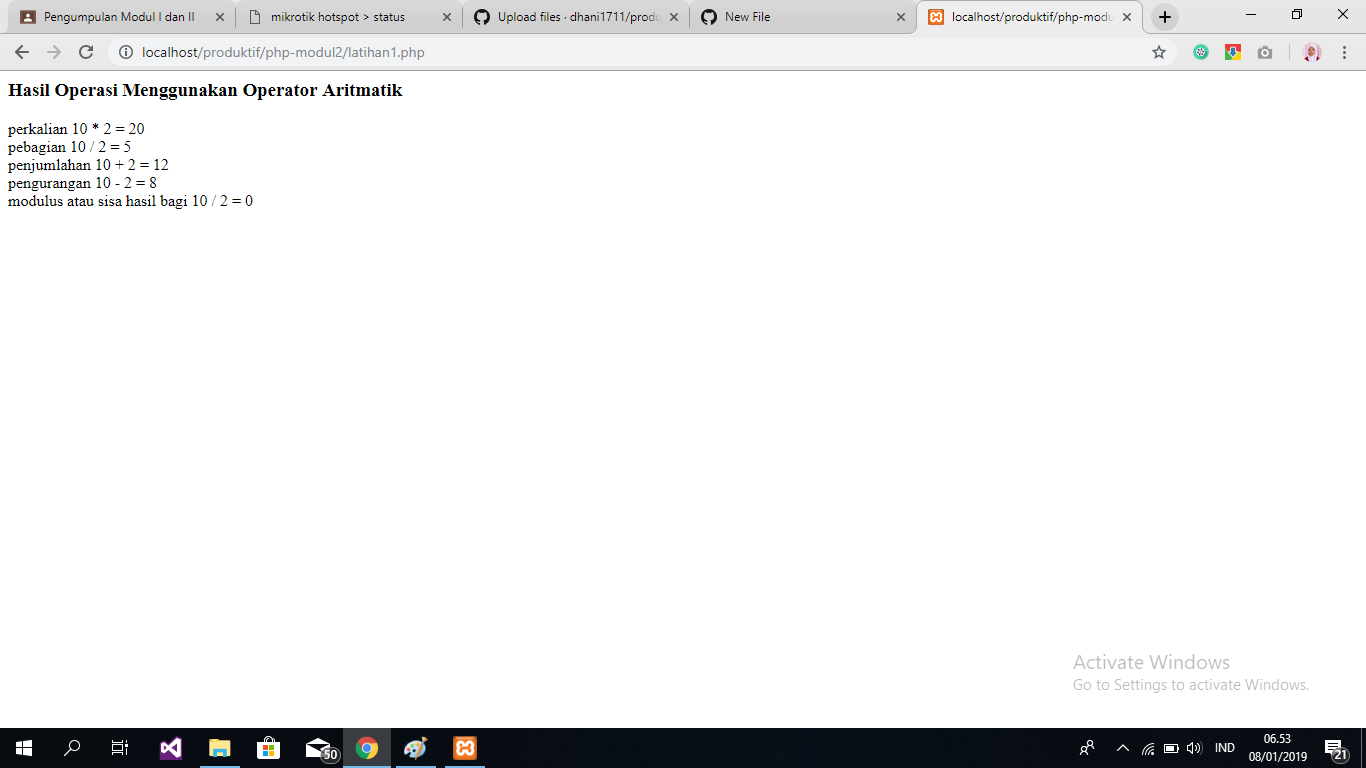 Pengumpulan Modul I dan II
mikrotik hotspot > status
Upload files · dhani1711/produ
New File
localhost/produktif/php-modu
localhost/produktif/php-modul2/latihan1.php
Hasil Operasi Menggunakan Operator Aritmatik
perkalian 10 * 2 = 20
pebagian 10 / 2 = 5
penjumlahan 10 + 2 = 12
pengurangan 10 - 2 = 8
modulus atau sisa hasil bagi 10 / 2 = 0
Activate Windows
Go to Settings to activate Windows.
50
IND
06.53
08/01/2019
21